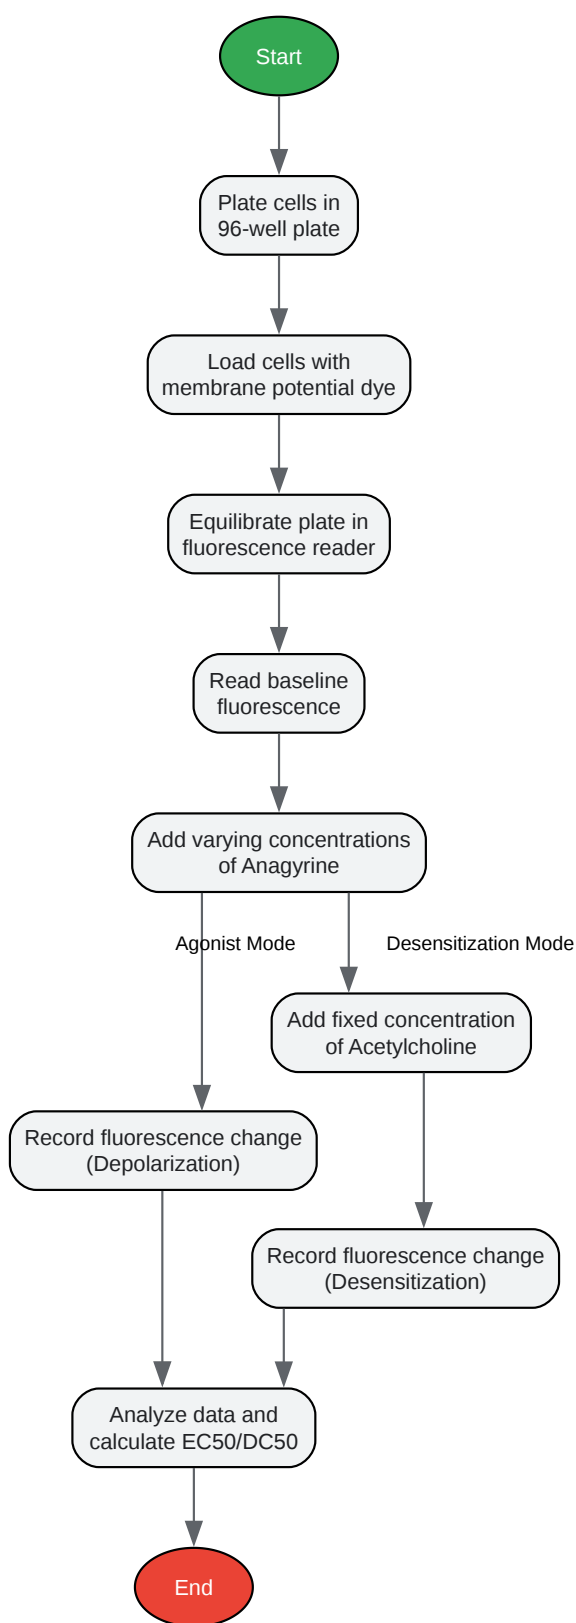 Start
Plate cells in
96-well plate
Load cells with
membrane potential dye
Equilibrate plate in
fluorescence reader
Read baseline
fluorescence
Add varying concentrations
of Anagyrine
Agonist Mode
Desensitization Mode
Add fixed concentration
of Acetylcholine
Record fluorescence change
(Depolarization)
Record fluorescence change
(Desensitization)
Analyze data and
calculate EC50/DC50
End